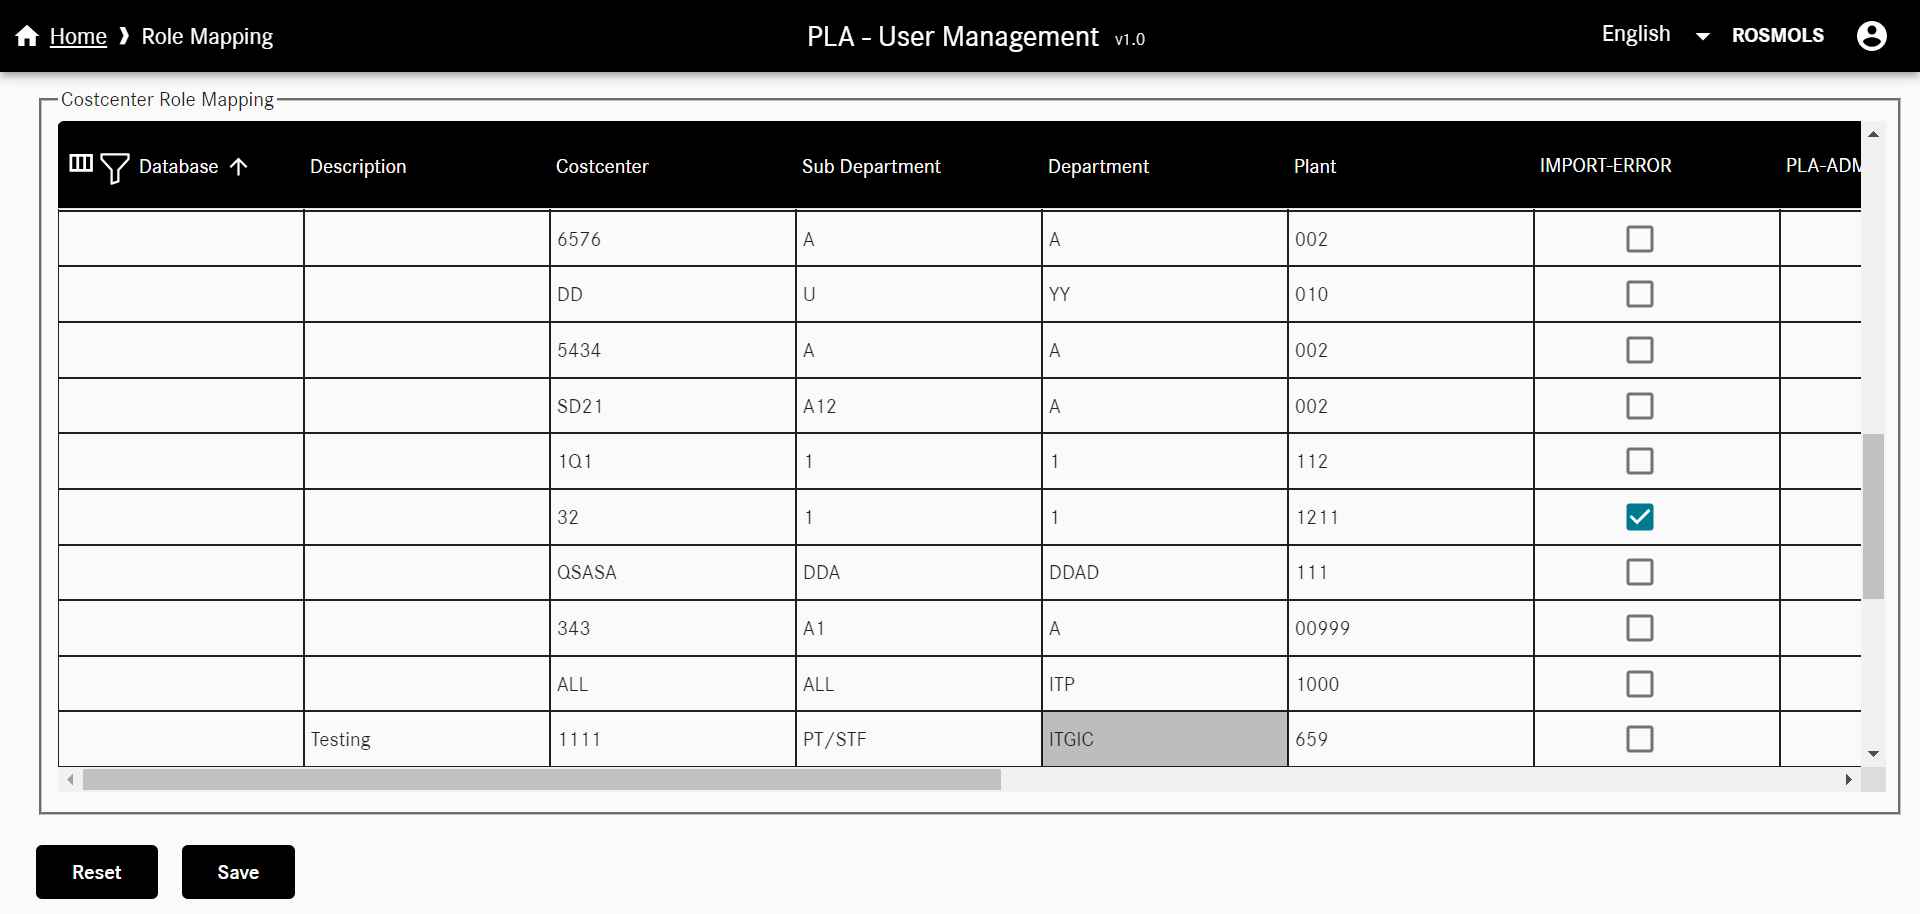 Home ❱ Role Mapping
PLA - User Management v1.0
English
ROSMOLS
Costcenter Role Mapping
Database Description Costcenter Sub Department Department Plant IMPORT-ERROR PLA-ADM
6576 A A 002
DD U YY 010
5434 A A 002
SD21 A12 A 002
1Q1 1 1 112
32 1 1 1211
QSASA DDA DDAD 111
343 A1 A 00999
ALL ALL ITP 1000
Testing 1111 PT/STF ITGIC 659
Reset Save